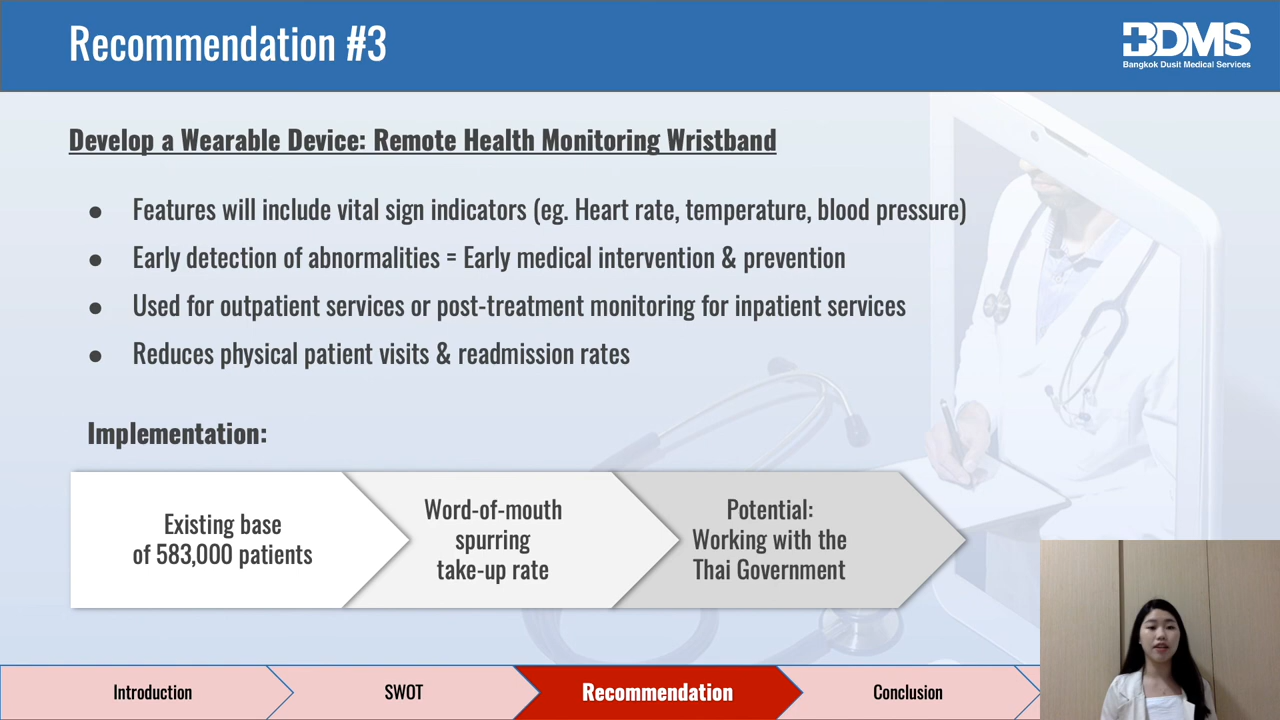 Recommendation #3
BDMS
Bangkok Dusit Medical Services
Develop a Wearable Device: Remote Health Monitoring Wristband
● Features will include vital sign indicators (eg. Heart rate, temperature, blood pressure)
● Early detection of abnormalities = Early medical intervention & prevention
● Used for outpatient services or post-treatment monitoring for inpatient services
● Reduces physical patient visits & readmission rates
Implementation:
Existing base
of 583,000 patients
Word-of-mouth
spurring
take-up rate
Potential:
Working with the
Thai Government
Introduction
SWOT
Recommendation
Conclusion